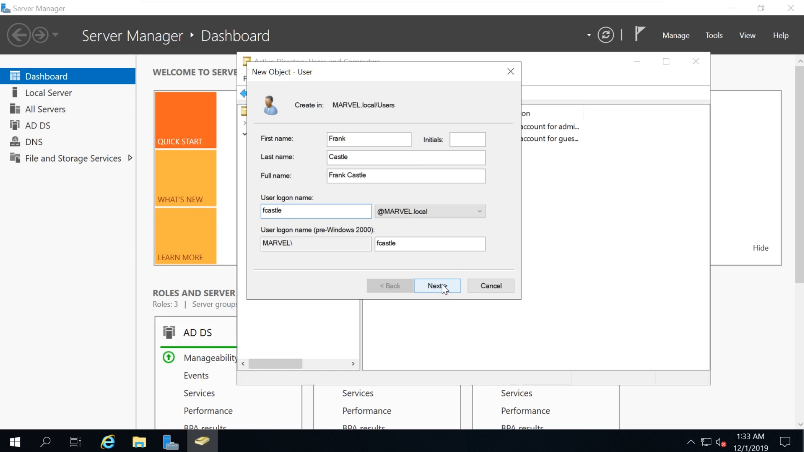 Server Manager
Server Manager • Dashboard
Manage Tools View Help
Dashboard
Local Server
All Servers
AD DS
DNS
File and Storage Services
WELCOME TO SERVE
QUICK START
WHAT'S NEW
LEARN MORE
Hide
ROLES AND SERVER
Roles: 3 | Server group
AD DS
Manageability
Events
Services
Performance
BPA results
Services
Performance
BPA results
Services
Performance
BPA results
Active Directory Users and Computers
on
account for admi...
account for gues...
New Object - User
Create in: MARVEL.local/Users
First name: Frank Initials:
Last name: Castle
Full name: Frank Castle
User logon name:
fcastle @MARVEL.local
User logon name (pre-Windows 2000):
MARVEL\ fcastle
< Back Next > Cancel
1:33 AM
12/1/2019